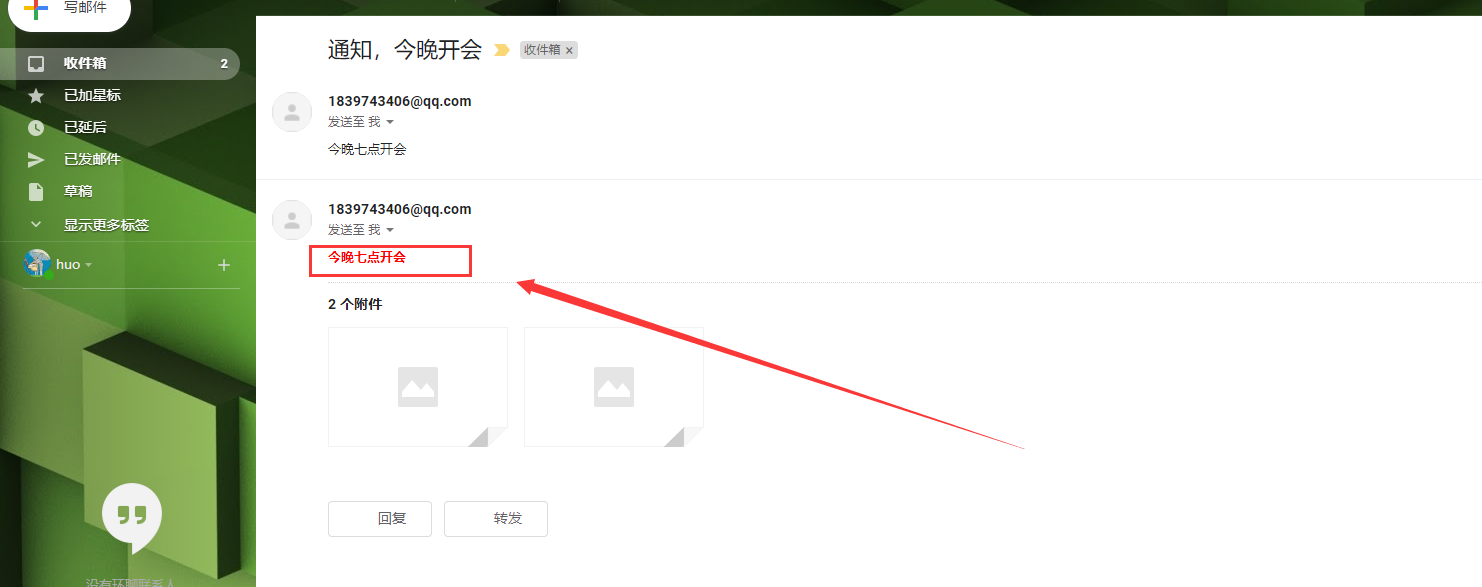 写邮件
收件箱 2
已加星标
已延后
已发邮件
草稿
显示更多标签
huo
通知，今晚开会 收件箱 ×
1839743406@qq.com
发送至 我
今晚七点开会
1839743406@qq.com
发送至 我
今晚七点开会
2 个附件
回复 转发
没有环聊联系人